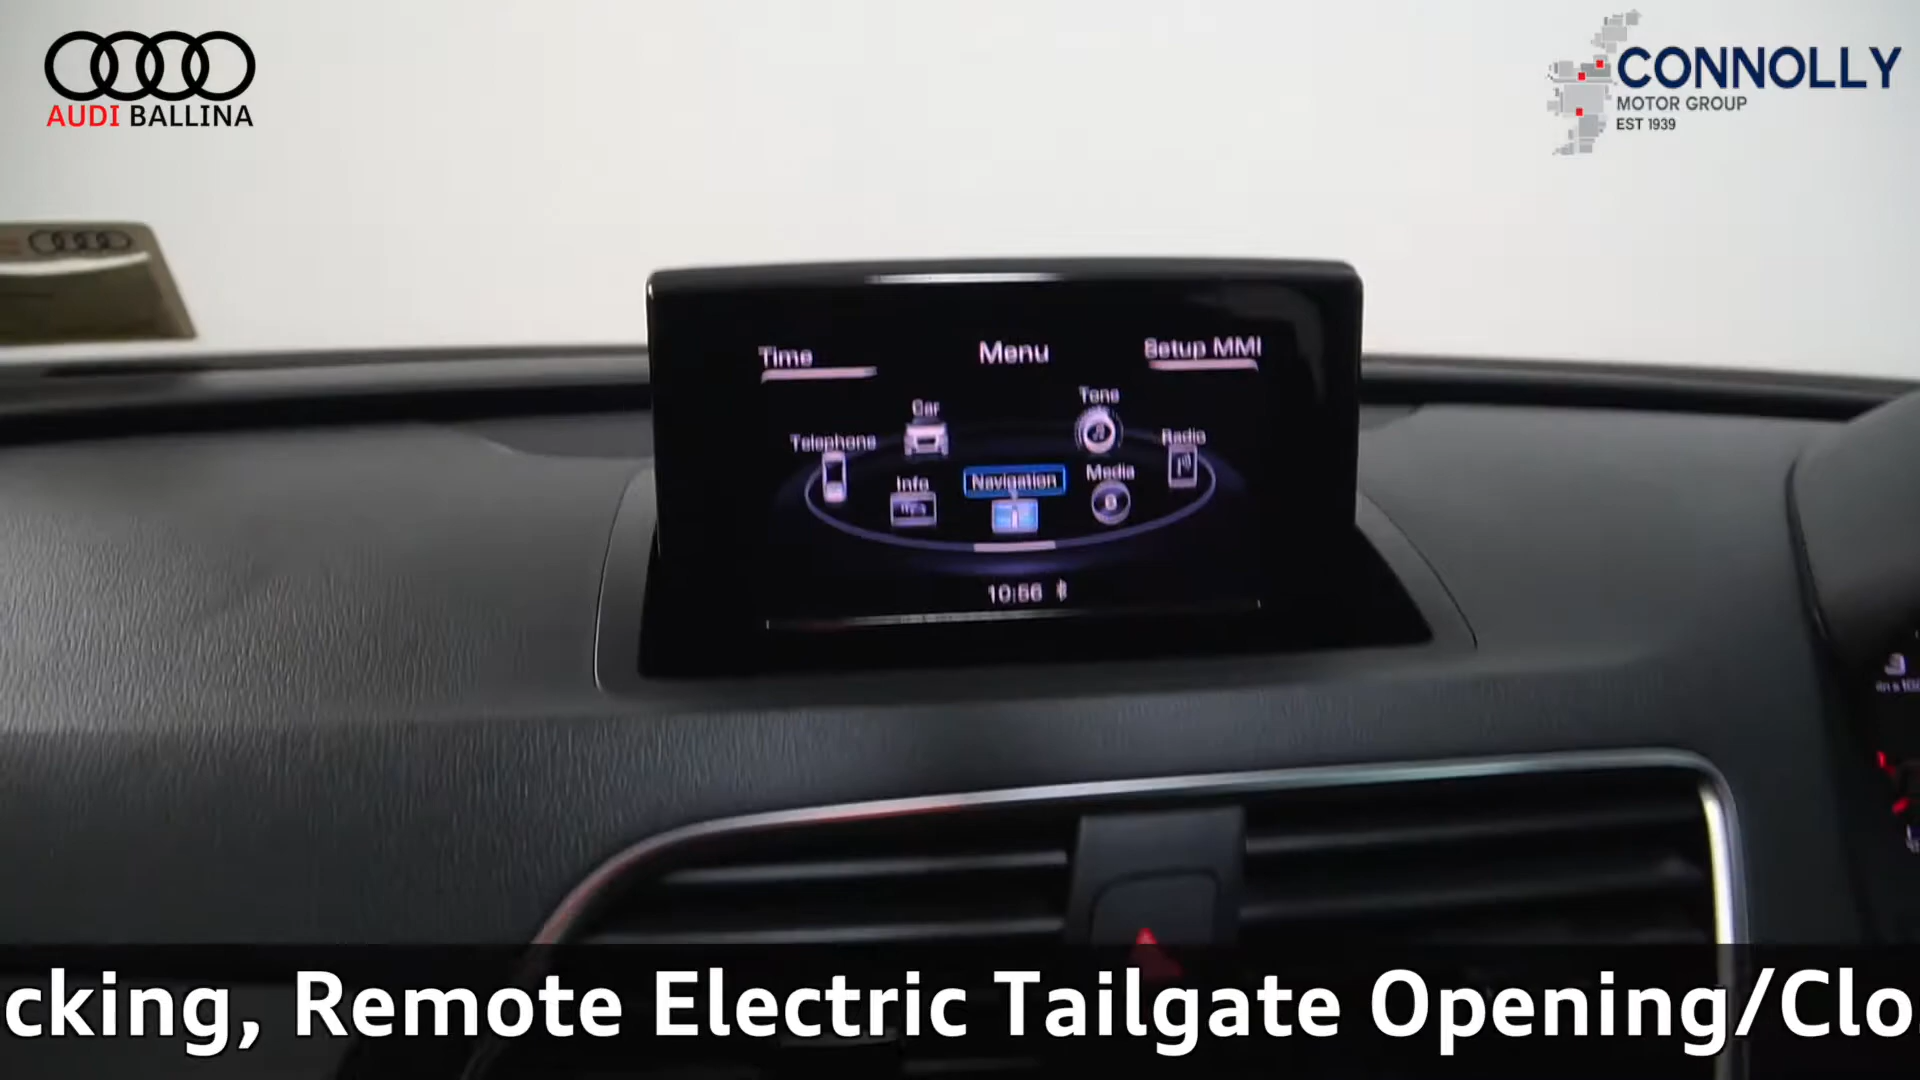 AUDI BALLINA
CONNOLLY
MOTOR GROUP
EST 1939
Time
Menu
Setup MMI
Car
Tone
Telephone
Radio
Info
Navigation
Media
10:56
3
cking, Remote Electric Tailgate Opening/Clo